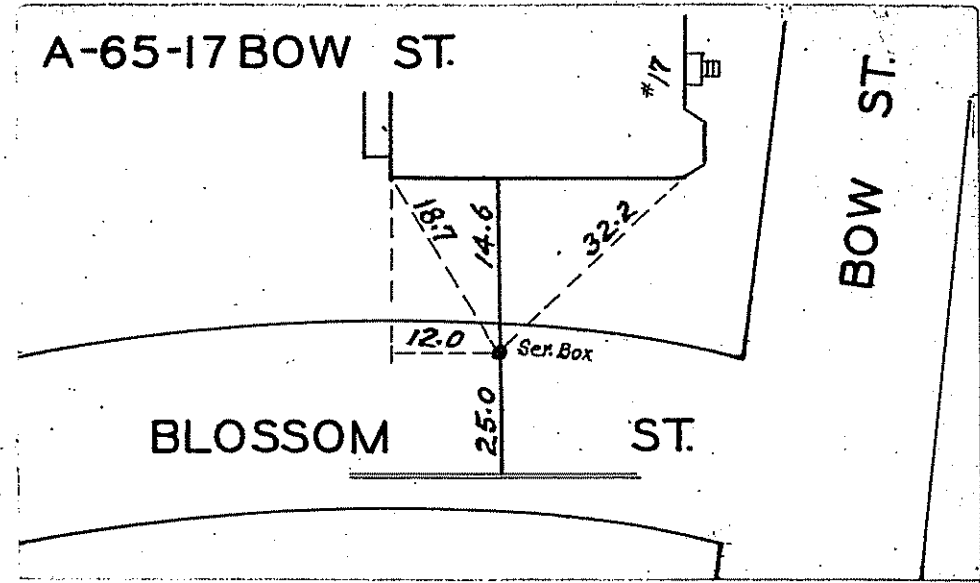 A-65-17 BOW ST.
#17
BOW ST.
18.7
14.6
32.2
12.0
Ser. Box
25.0
BLOSSOM ST.